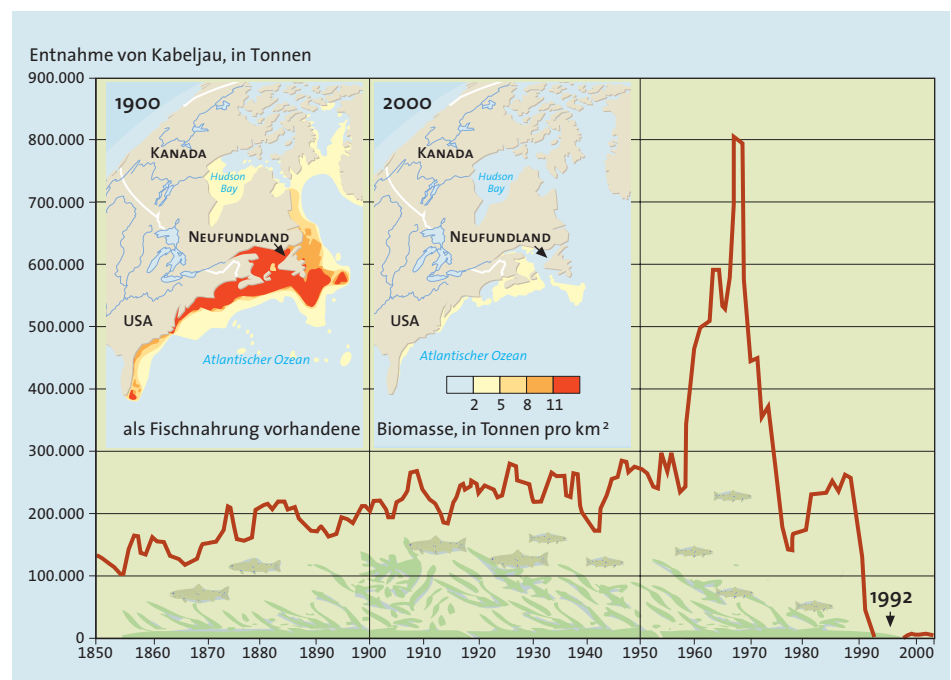 Entnahme von Kabeljau, in Tonnen
900.000
800.000
700.000
600.000
500.000
400.000
300.000
200.000
100.000
0
1900
Kanada
Hudson
Bay
Neufundland
USA
Atlantischer Ozean
2000
Kanada
Hudson
Bay
Neufundland
USA
Atlantischer Ozean
2 5 8 11
als Fischnahrung vorhandene Biomasse, in Tonnen pro km²
1992
1850 1860 1870 1880 1890 1900 1910 1920 1930 1940 1950 1960 1970 1980 1990 2000